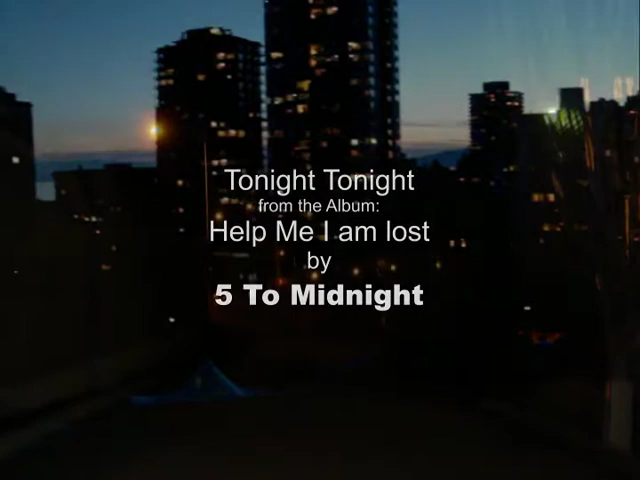 Tonight Tonight
from the Album:
Help Me I am lost
by
5 To Midnight